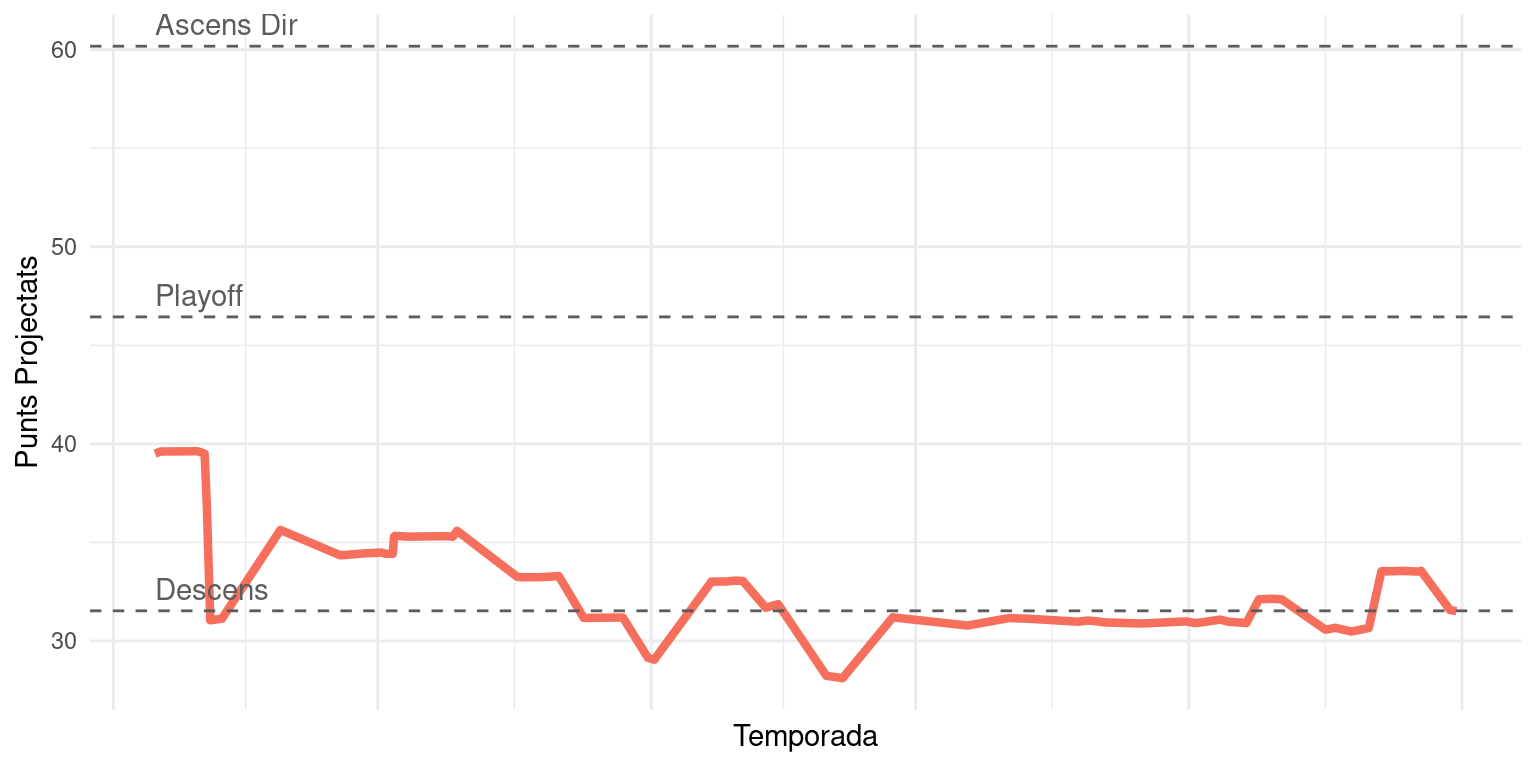 Ascens Dir
60
50
Playoff
Punts Projectats
40
Descens
30
Temporada